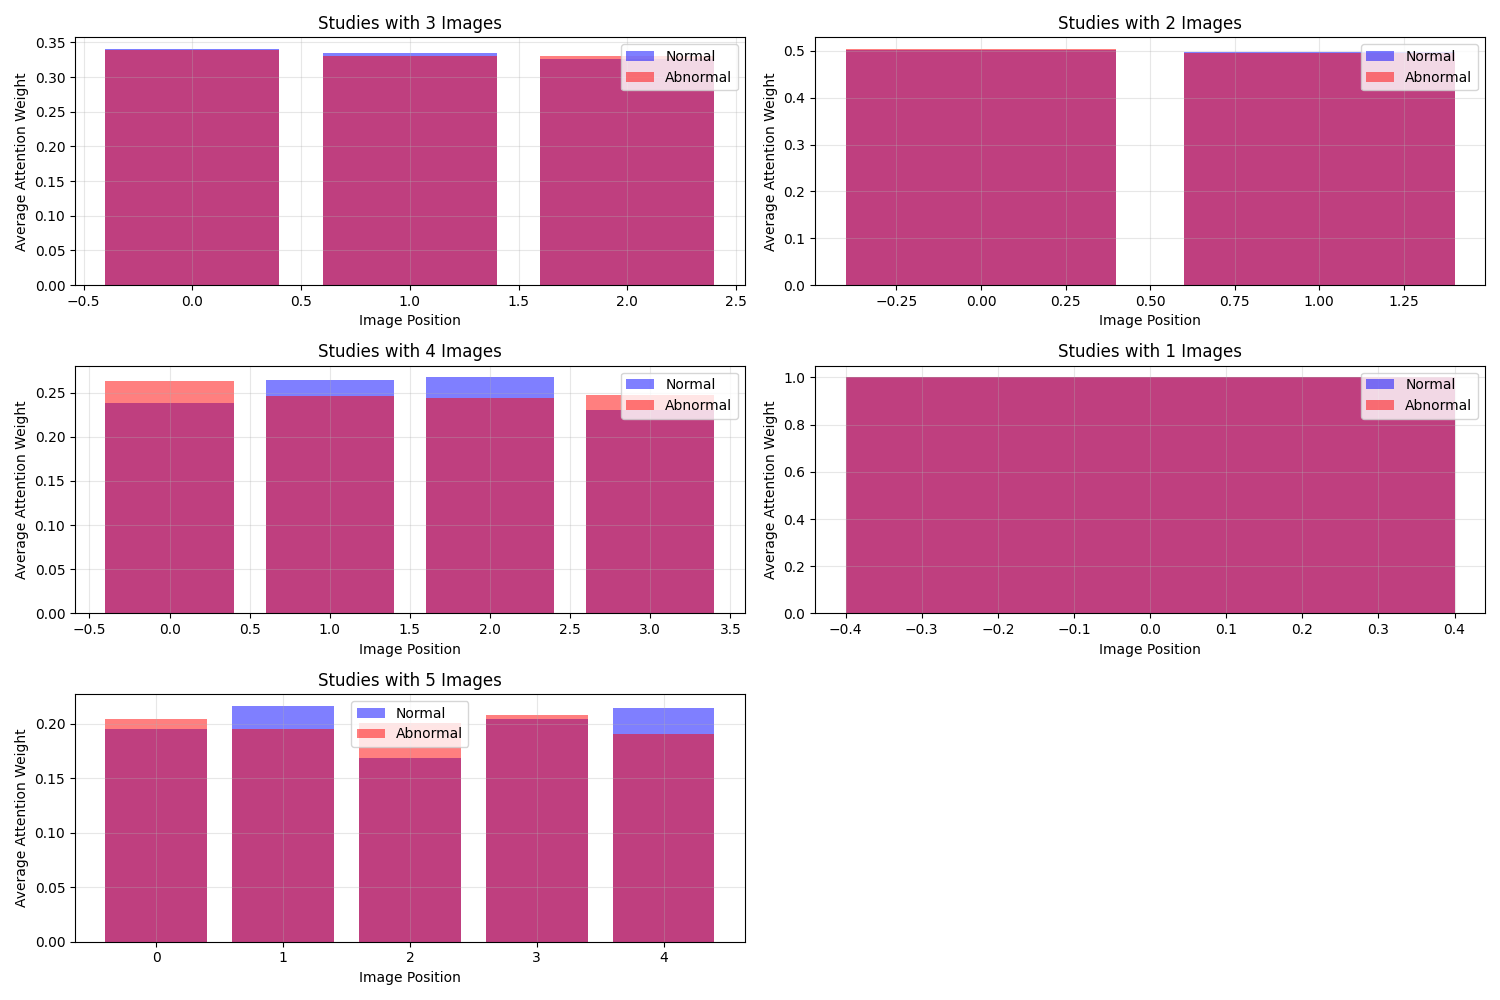 Studies with 3 Images
Average Attention Weight
0.35
0.30
0.25
0.20
0.15
0.10
0.05
0.00
Normal
Abnormal
−0.5 0.0 0.5 1.0 1.5 2.0 2.5
Image Position
Studies with 2 Images
Average Attention Weight
0.5
0.4
0.3
0.2
0.1
0.0
Normal
Abnormal
−0.25 0.00 0.25 0.50 0.75 1.00 1.25
Image Position
Studies with 4 Images
Average Attention Weight
0.25
0.20
0.15
0.10
0.05
0.00
Normal
Abnormal
−0.5 0.0 0.5 1.0 1.5 2.0 2.5 3.0 3.5
Image Position
Studies with 1 Images
Average Attention Weight
1.0
0.8
0.6
0.4
0.2
0.0
Normal
Abnormal
−0.4 −0.3 −0.2 −0.1 0.0 0.1 0.2 0.3 0.4
Image Position
Studies with 5 Images
Average Attention Weight
0.20
0.15
0.10
0.05
0.00
Normal
Abnormal
0 1 2 3 4
Image Position